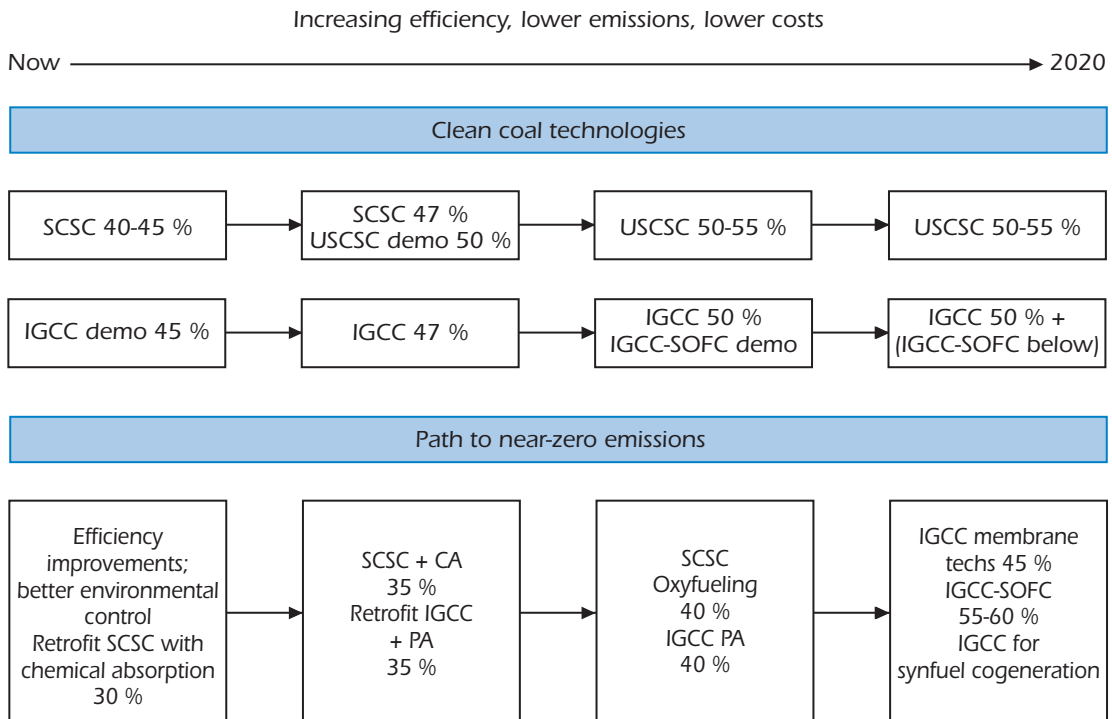 Increasing efficiency, lower emissions, lower costs
Now
2020
Clean coal technologies
SCSC 40-45 %
SCSC 47 %
USCSC demo 50 %
USCSC 50-55 %
USCSC 50-55 %
IGCC demo 45 %
IGCC 47 %
IGCC 50 %
IGCC-SOFC demo
IGCC 50 % +
(IGCC-SOFC below)
Path to near-zero emissions
Efficiency
improvements;
better environmental
control
Retrofit SCSC with
chemical absorption
30 %
SCSC + CA
35 %
Retrofit IGCC
+ PA
35 %
SCSC
Oxyfueling
40 %
IGCC PA
40 %
IGCC membrane
techs 45 %
IGCC-SOFC
55-60 %
IGCC for
synfuel cogeneration